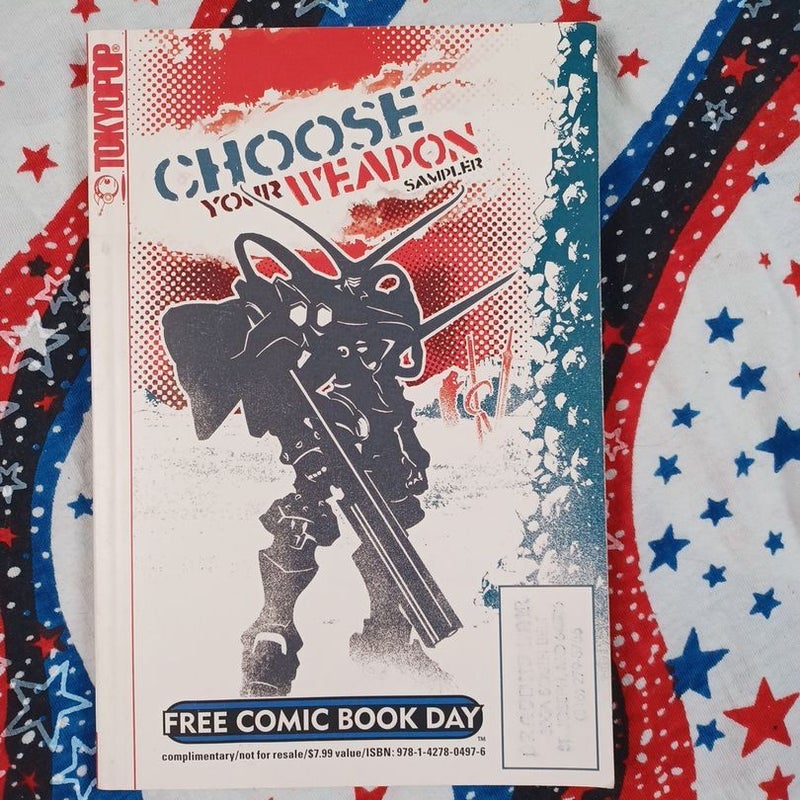 TOKYOPOP®
CHOOSE
YOUR WEAPON
SAMPLER
FREE COMIC BOOK DAY™
complimentary/not for resale/$7.99 value/ISBN: 978-1-4278-0497-6